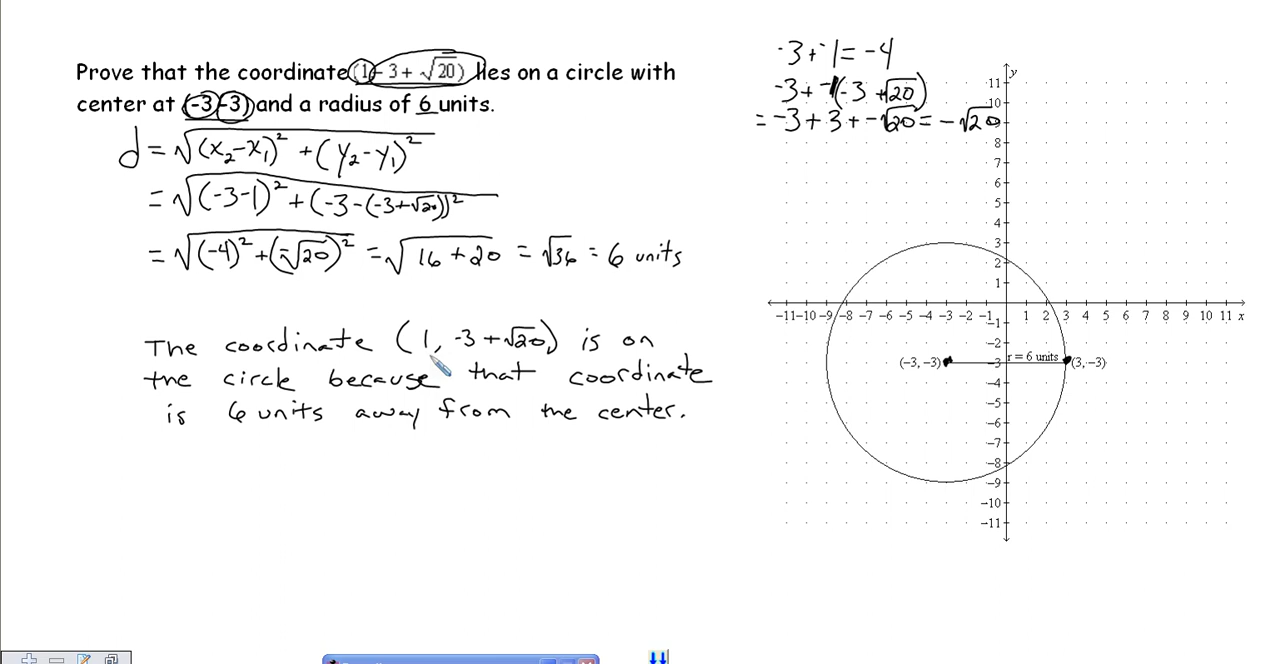 Prove that the coordinate (1, -3 + √20) lies on a circle with
center at (-3,-3) and a radius of 6 units.
d = √(x₂-x₁)² + (y₂-y₁)²
= √(-3-1)² + (-3-(-3+√20))²
= √(-4)² + (-√20)² = √16+20 = √36 = 6 units
The coordinate (1, -3+√20) is on
the circle because that coordinate
is 6 units away from the center.
-3 + -1 = -4
-3 + -1(-3 + √20)
= -3 + 3 + -√20 = -√20
y
11
10
9
8
7
6
5
4
3
2
1
-11 -10 -9 -8 -7 -6 -5 -4 -3 -2 -1 1 2 3 4 5 6 7 8 9 10 11 x
-1
-2
(-3, -3) -3 r = 6 units (3, -3)
-4
-5
-6
-7
-8
-9
-10
-11